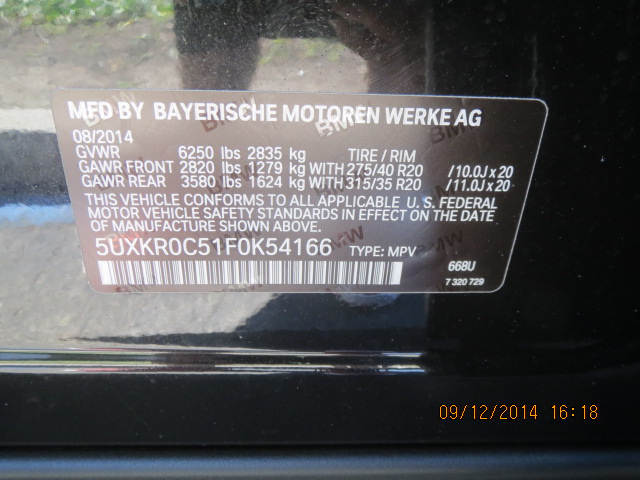 MFD BY BAYERISCHE MOTOREN WERKE AG
08/2014
GVWR 6250 lbs 2835 kg TIRE / RIM
GAWR FRONT 2820 lbs 1279 kg WITH 275/40 R20 /10.0J x 20
GAWR REAR 3580 lbs 1624 kg WITH 315/35 R20 /11.0J x 20
THIS VEHICLE CONFORMS TO ALL APPLICABLE U. S. FEDERAL
MOTOR VEHICLE SAFETY STANDARDS IN EFFECT ON THE DATE
OF MANUFACTURE SHOWN ABOVE.
5UXKR0C51F0K54166 TYPE: MPV
668U
7 320 729
09/12/2014 16:18